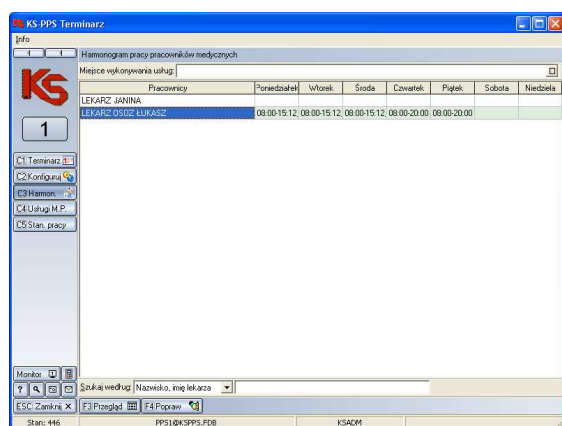 KS-PPS Terminarz
Info
Harmonogram pracy pracowników medycznych
Miejsce wykonywania usług:
Pracownicy Poniedziałek Wtorek Środa Czwartek Piątek Sobota Niedziela
LEKARZ JANINA
LEKARZ OSOZ ŁUKASZ 08:00-15:12 08:00-15:12 08:00-15:12 08:00-20:00 08:00-20:00
KS
1
C1 Terminarz
C2 Konfiguruj
C3 Harmon.
C4 Usługi M.P.
C5 Stan. pracy
Monitor
?
Szukaj według: Nazwisko, imię lekarza
ESC Zamknij X F3 Przegląd F4 Popraw
Stan: 446 PPS1@KSPPS.FDB KSADM